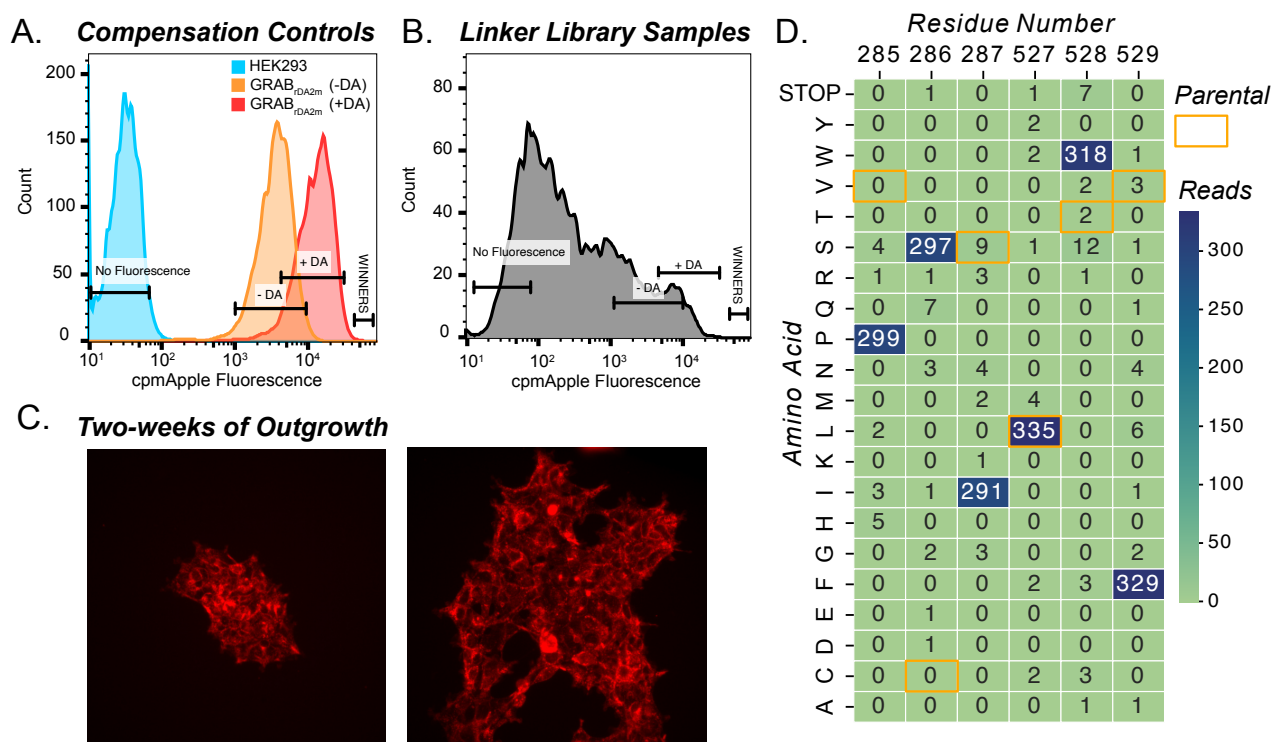 A.
Compensation Controls
HEK293
GRABrDA2m (-DA)
GRABrDA2m (+DA)
200
150
100
50
0
Count
No Fluorescence
- DA
+ DA
WINNERS
10¹ 10² 10³ 10⁴
cpmApple Fluorescence
B.
Linker Library Samples
80
60
40
20
0
Count
No Fluorescence
- DA
+ DA
WINNERS
10¹ 10² 10³ 10⁴
cpmApple Fluorescence
C.
Two-weeks of Outgrowth
D.
Residue Number
285 286 287 527 528 529
Amino Acid
STOP 0 1 0 1 7 0
Y 0 0 0 2 0 0
W 0 0 0 2 318 1
V 0 0 0 0 2 3
T 0 0 0 0 2 0
S 4 297 9 1 12 1
R 1 1 3 0 1 0
Q 0 7 0 0 0 1
P 299 0 0 0 0 0
N 0 3 4 0 0 4
M 0 0 2 4 0 0
L 2 0 0 335 0 6
K 0 0 1 0 0 0
I 3 1 291 0 0 1
H 5 0 0 0 0 0
G 0 2 3 0 0 2
F 0 0 0 2 3 329
E 0 1 0 0 0 0
D 0 1 0 0 0 0
C 0 0 0 2 3 0
A 0 0 0 0 1 1
Parental
Reads
300
250
200
150
100
50
0